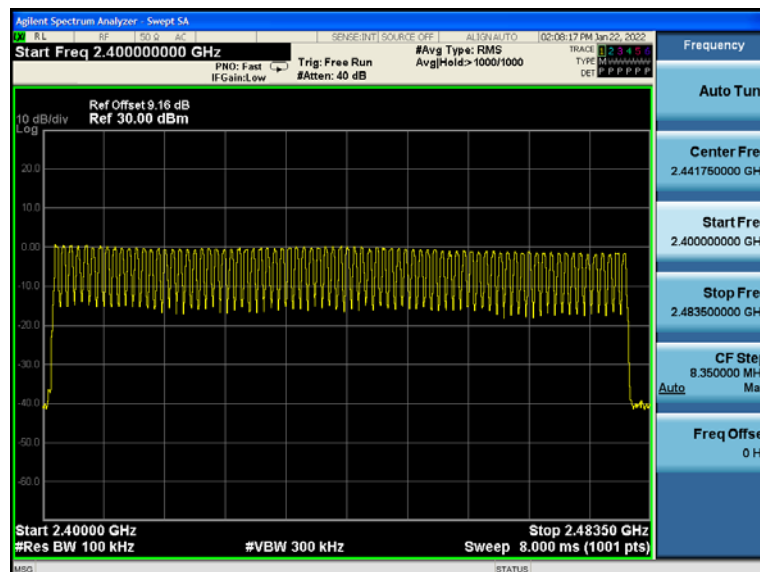 Agilent Spectrum Analyzer - Swept SA
RL RF 50 Ω AC SENSE:INT SOURCE OFF ALIGN AUTO 02:08:17 PM Jan 22, 2022
Start Freq 2.400000000 GHz
PNO: Fast
IFGain:Low
Trig: Free Run
#Atten: 40 dB
#Avg Type: RMS
Avg|Hold:>1000/1000
TRACE 1 2 3 4 5 6
TYPE M
DET P P P P P P
Frequency
Ref Offset 9.16 dB
10 dB/div Ref 30.00 dBm
Log
20.0
10.0
0.00
-10.0
-20.0
-30.0
-40.0
-50.0
-60.0
Start 2.40000 GHz Stop 2.48350 GHz
#Res BW 100 kHz #VBW 300 kHz Sweep 8.000 ms (1001 pts)
Auto Tun
Center Fre
2.441750000 GH
Start Fre
2.400000000 GH
Stop Fre
2.483500000 GH
CF Step
8.350000 MH
Auto Ma
Freq Offse
0 H
MSG STATUS